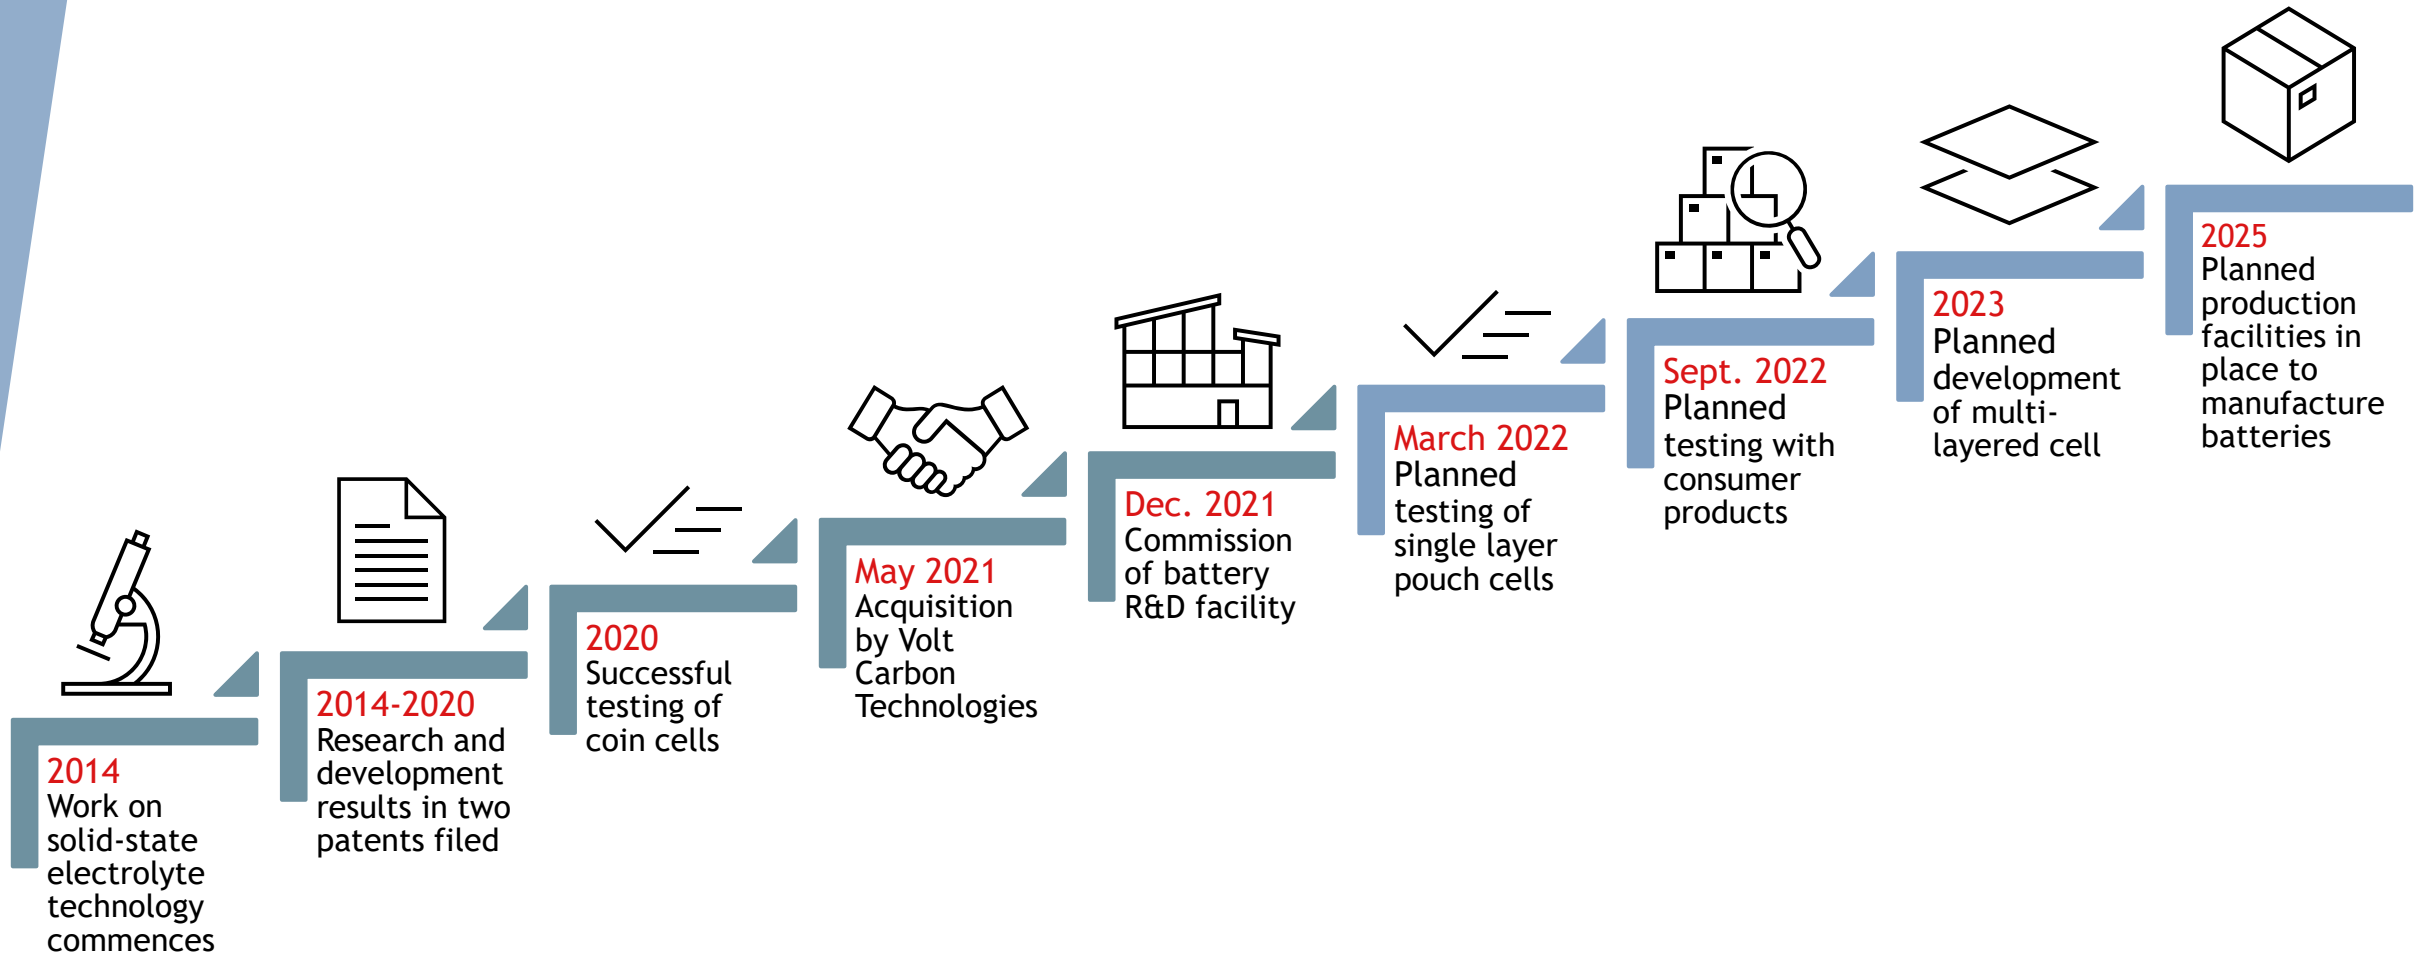 2014
Work on
solid-state
electrolyte
technology
commences
2014-2020
Research and
development
results in two
patents filed
2020
Successful
testing of
coin cells
May 2021
Acquisition
by Volt
Carbon
Technologies
Dec. 2021
Commission
of battery
R&D facility
March 2022
Planned
testing of
single layer
pouch cells
Sept. 2022
Planned
testing with
consumer
products
2023
Planned
development
of multi-
layered cell
2025
Planned
production
facilities in
place to
manufacture
batteries